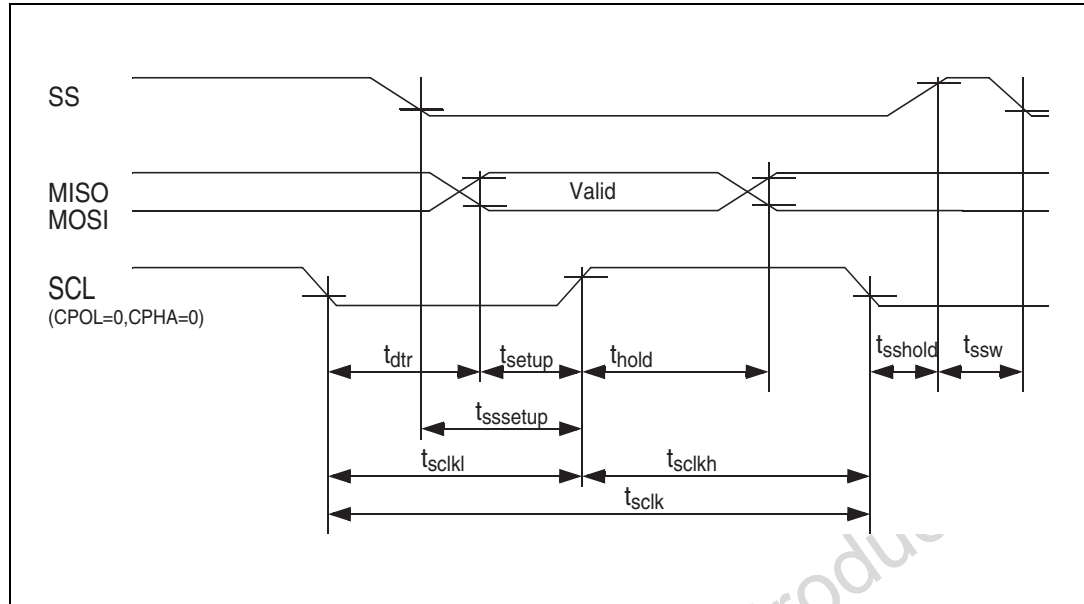 SS
MISO
MOSI
Valid
SCL
(CPOL=0,CPHA=0)
tdtr
tsetup
thold
tsshold
tssw
tsssetup
tsclkl
tsclkh
tsclk